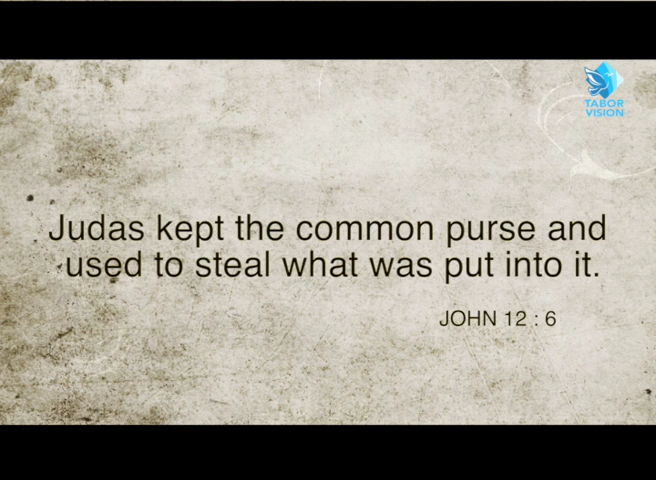 TABOR
VISION
Judas kept the common purse and
used to steal what was put into it.
JOHN 12 : 6